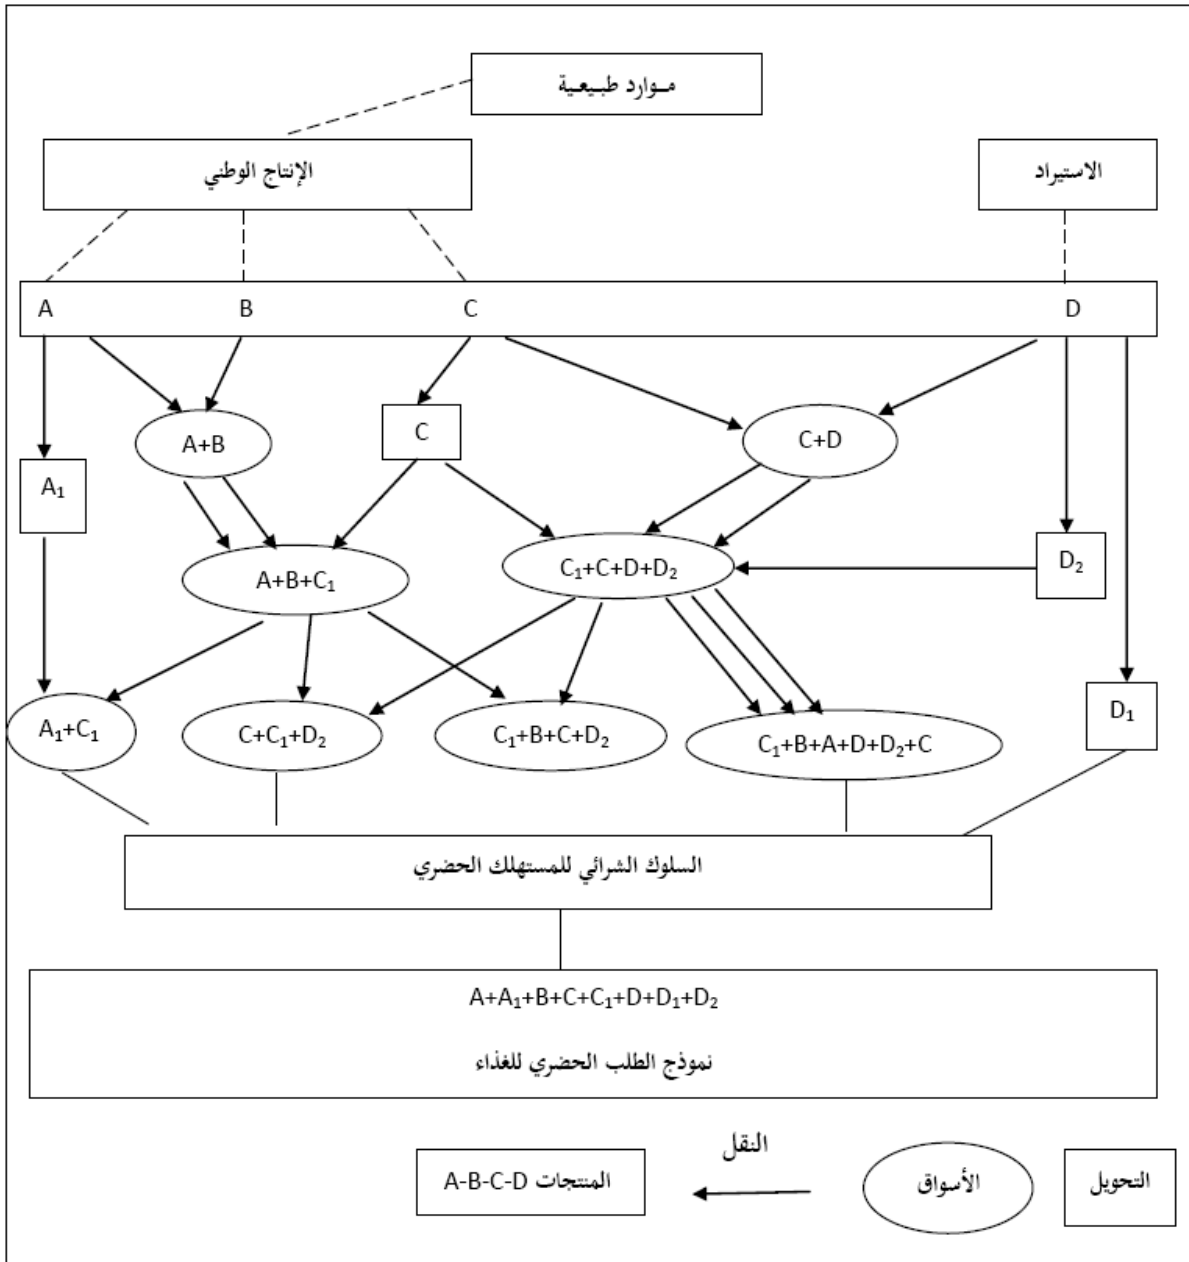 مـوارد طبـيعـية
الإنتاج الوطني
الاستيراد
A B C D
A+B
C
C+D
A₁
A+B+C₁
C₁+C+D+D₂
D₂
A₁+C₁
C+C₁+D₂
C₁+B+C+D₂
C₁+B+A+D+D₂+C
D₁
السلوك الشرائي للمستهلك الحضري
A+A₁+B+C+C₁+D+D₁+D₂
نموذج الطلب الحضري للغذاء
التحويل
الأسواق
النقل
المنتجات A-B-C-D